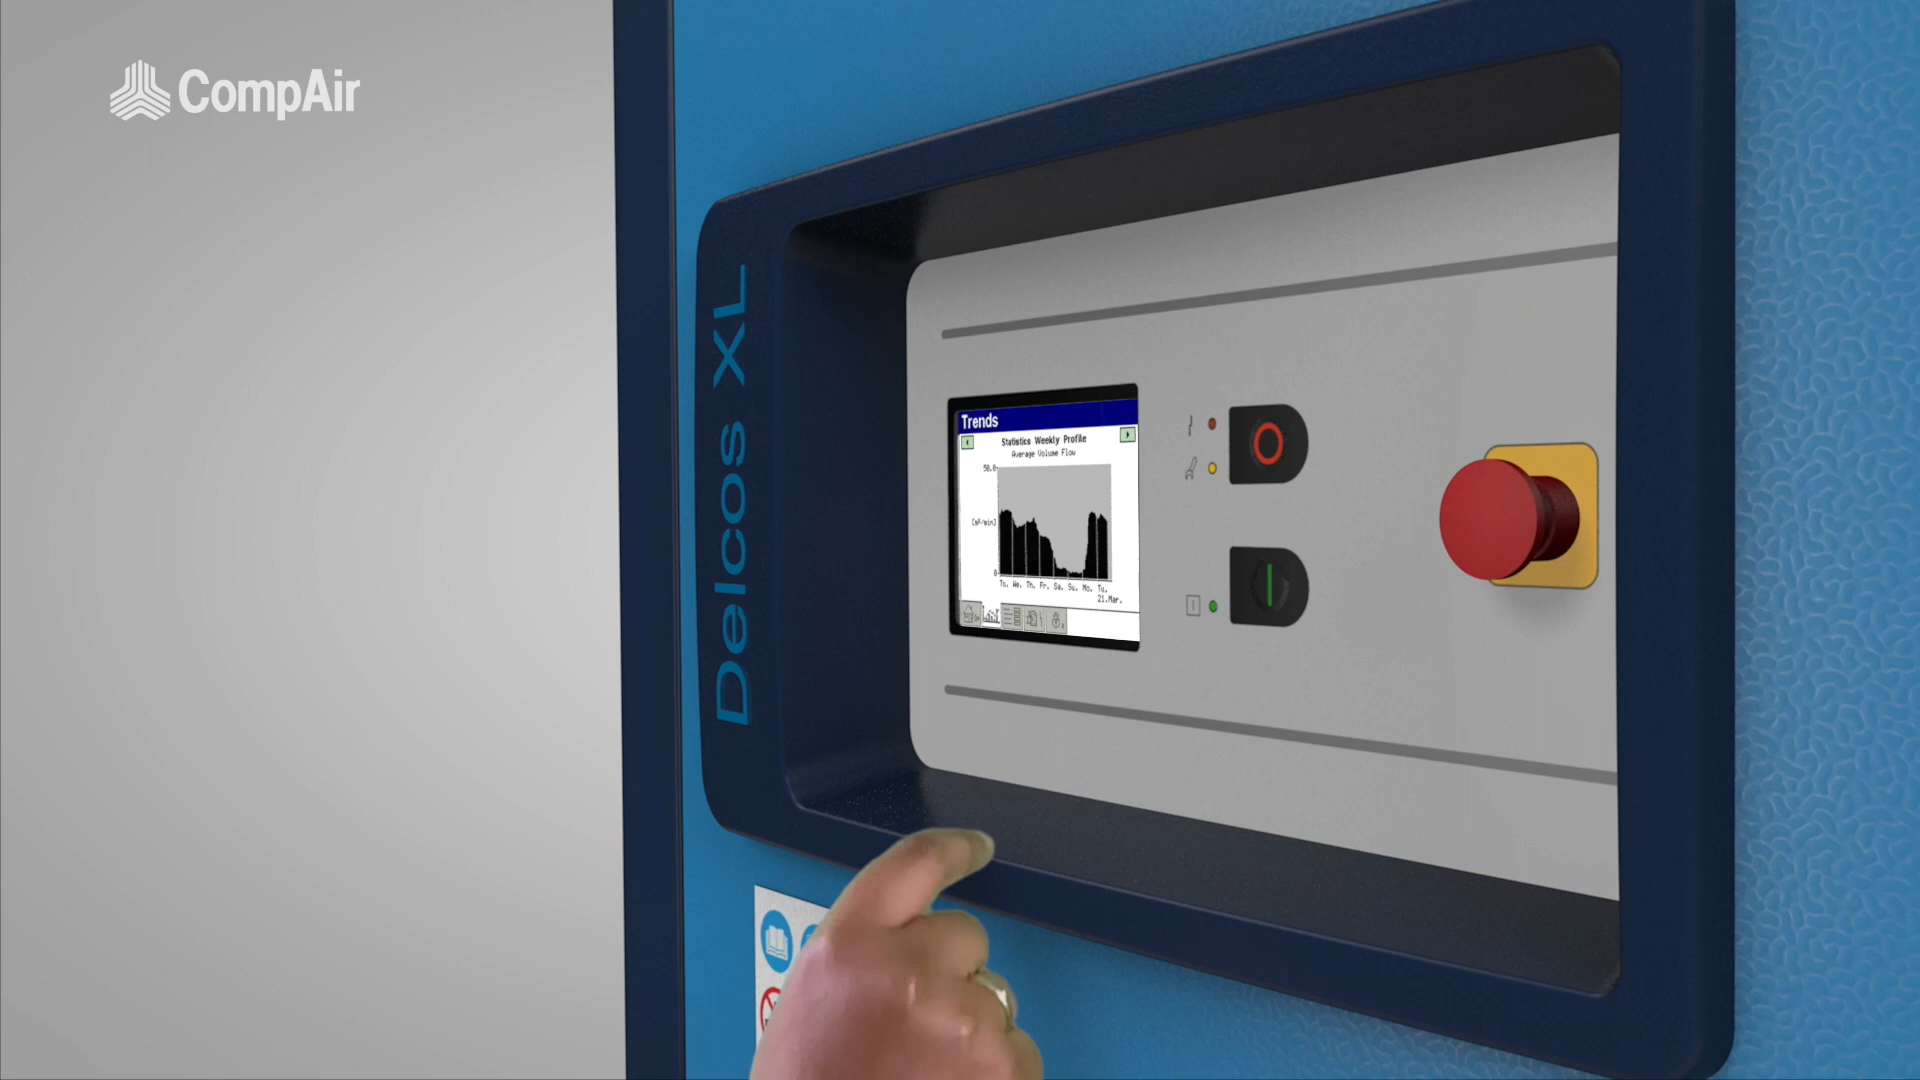 CompAir
Delcos XL
Trends
Statistics Weekly Profile
Average Volume Flow
50.0
[m³/min]
0
Tu. We. Th. Fr. Sa. Su. Mo. Tu.
21.Mar.